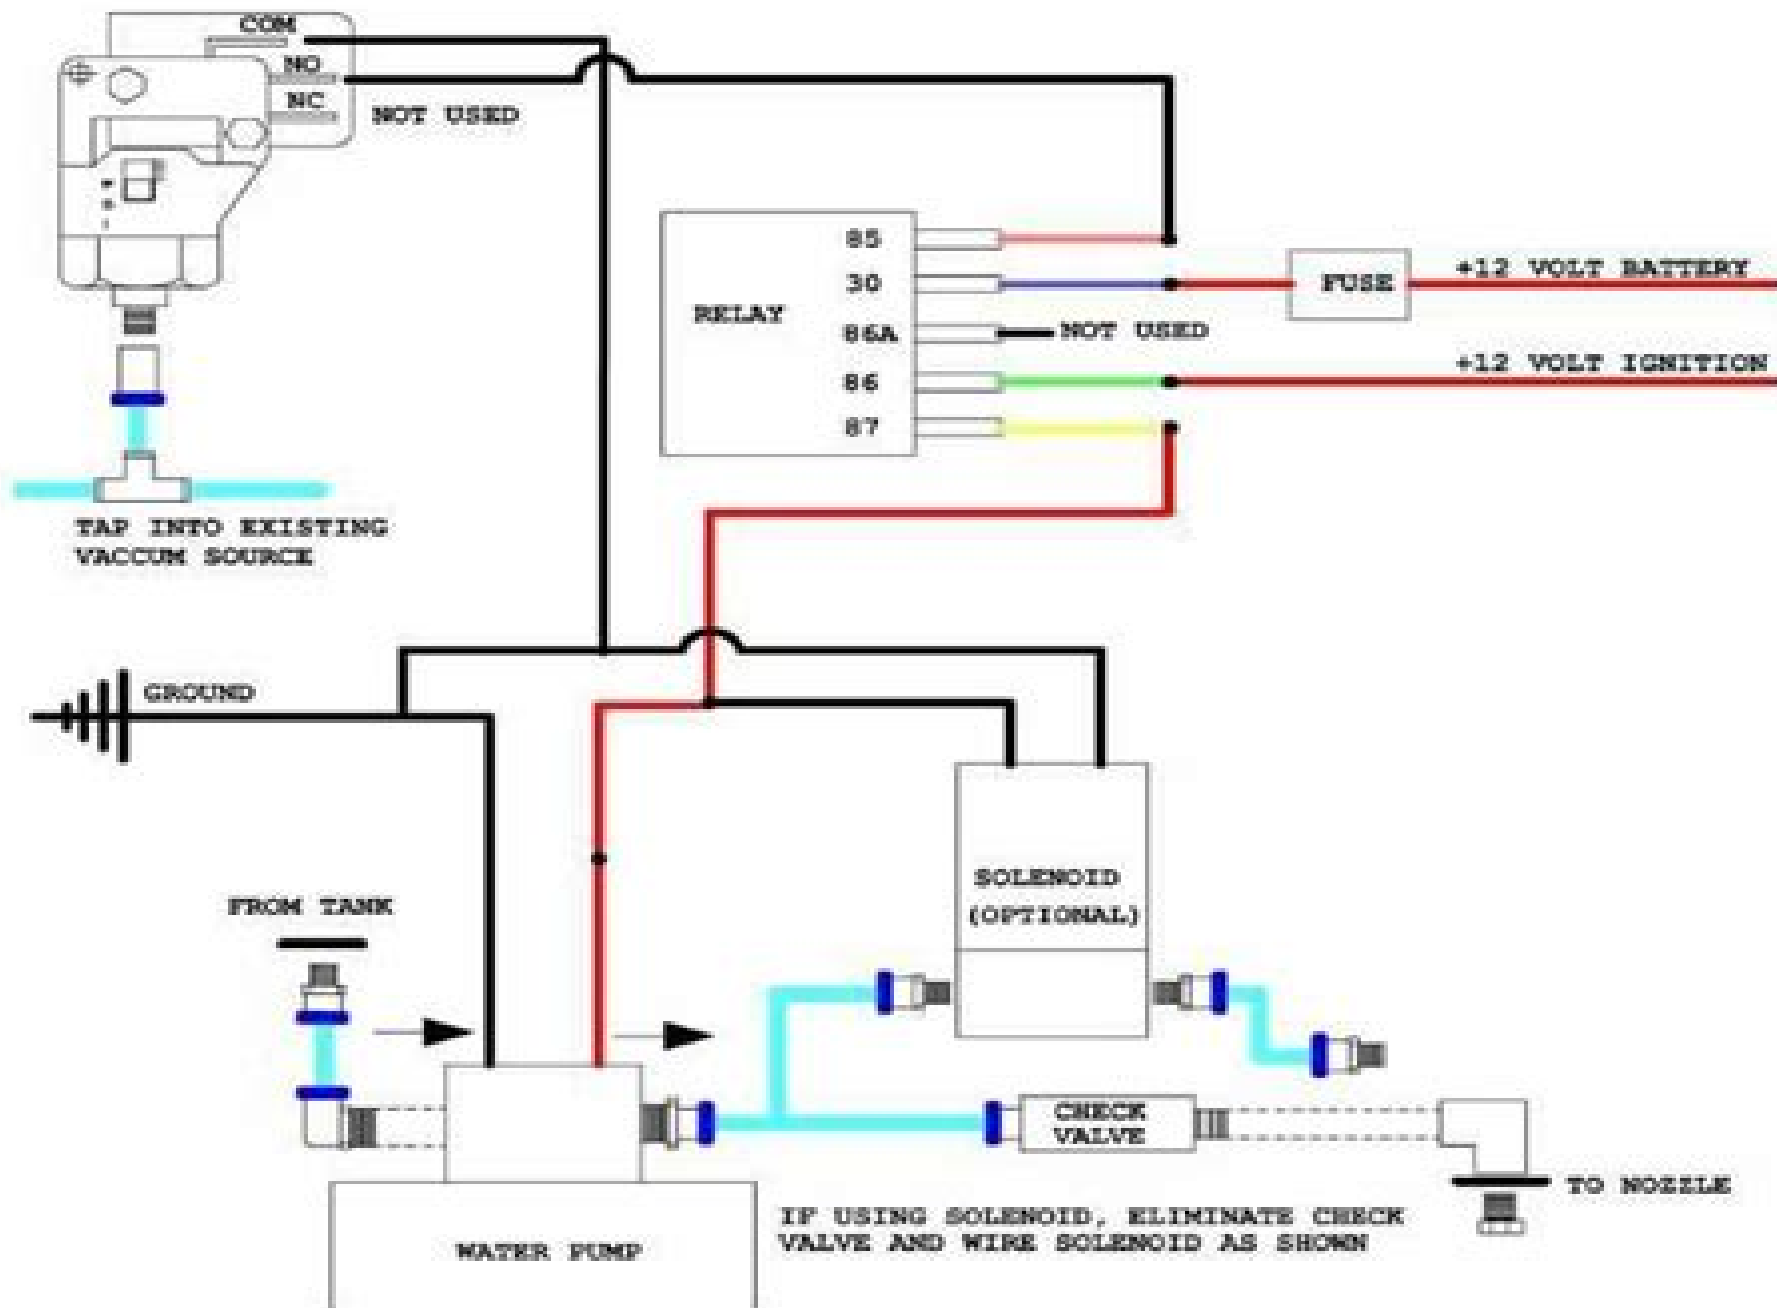 COM
NO
NC
NOT USED
85
30
RELAY
86A
86
87
NOT USED
FUSE
+12 VOLT BATTERY
+12 VOLT IGNITION
TAP INTO EXISTING
VACCUM SOURCE
GROUND
SOLENOID
(OPTIONAL)
FROM TANK
CHECK
VALVE
TO NOZZLE
IF USING SOLENOID, ELIMINATE CHECK
VALVE AND WIRE SOLENOID AS SHOWN
WATER PUMP